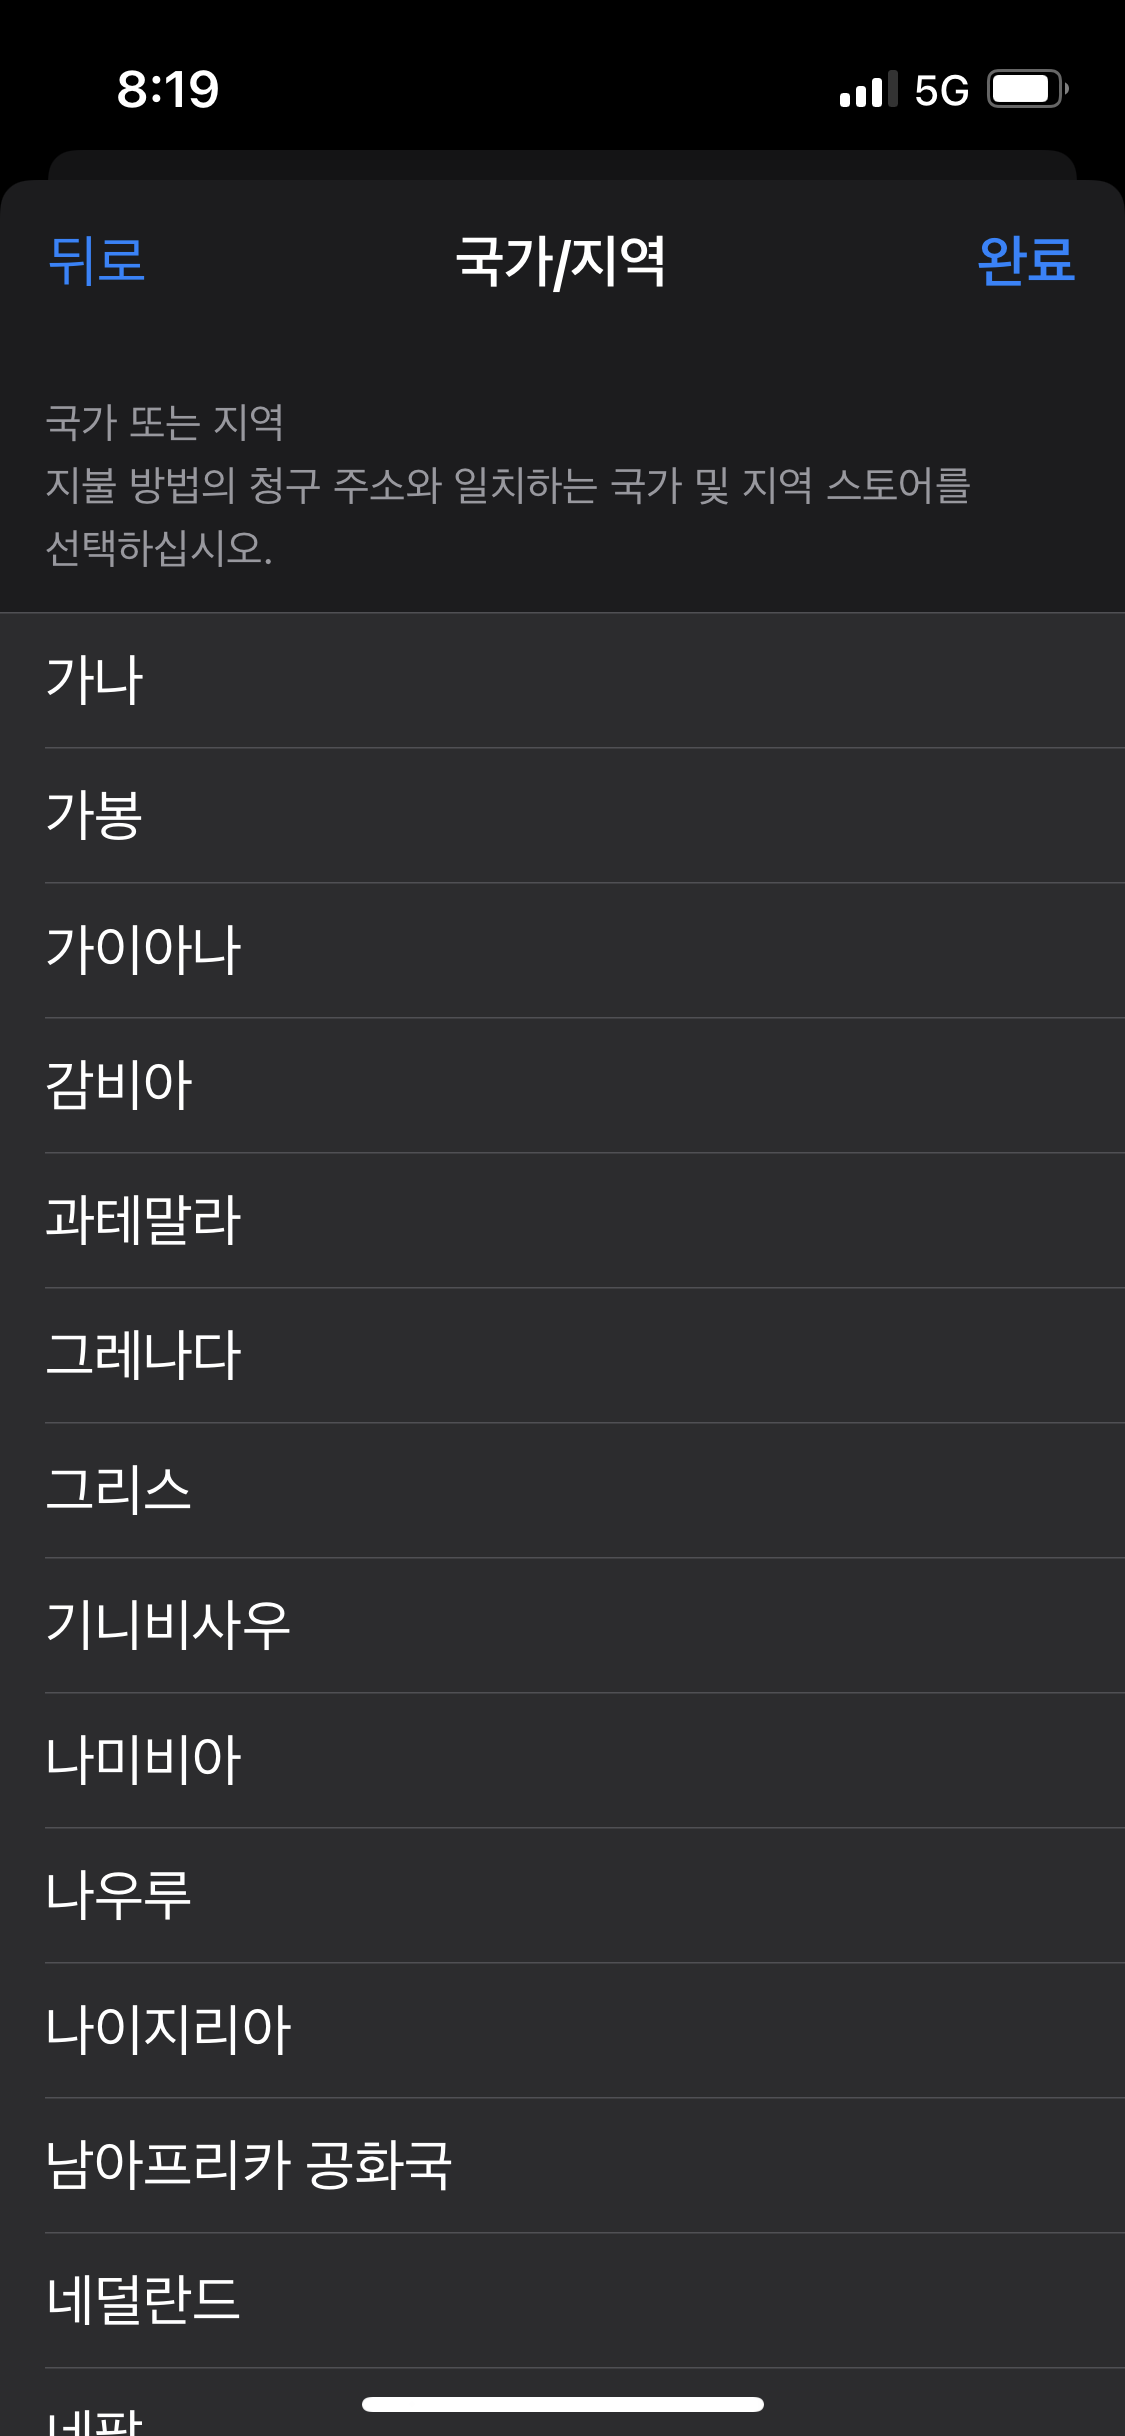 8:19 5G
뒤로 국가/지역 완료
국가 또는 지역
지불 방법의 청구 주소와 일치하는 국가 및 지역 스토어를
선택하십시오.
가나
가봉
가이아나
감비아
과테말라
그레나다
그리스
기니비사우
나미비아
나우루
나이지리아
남아프리카 공화국
네덜란드
네팔